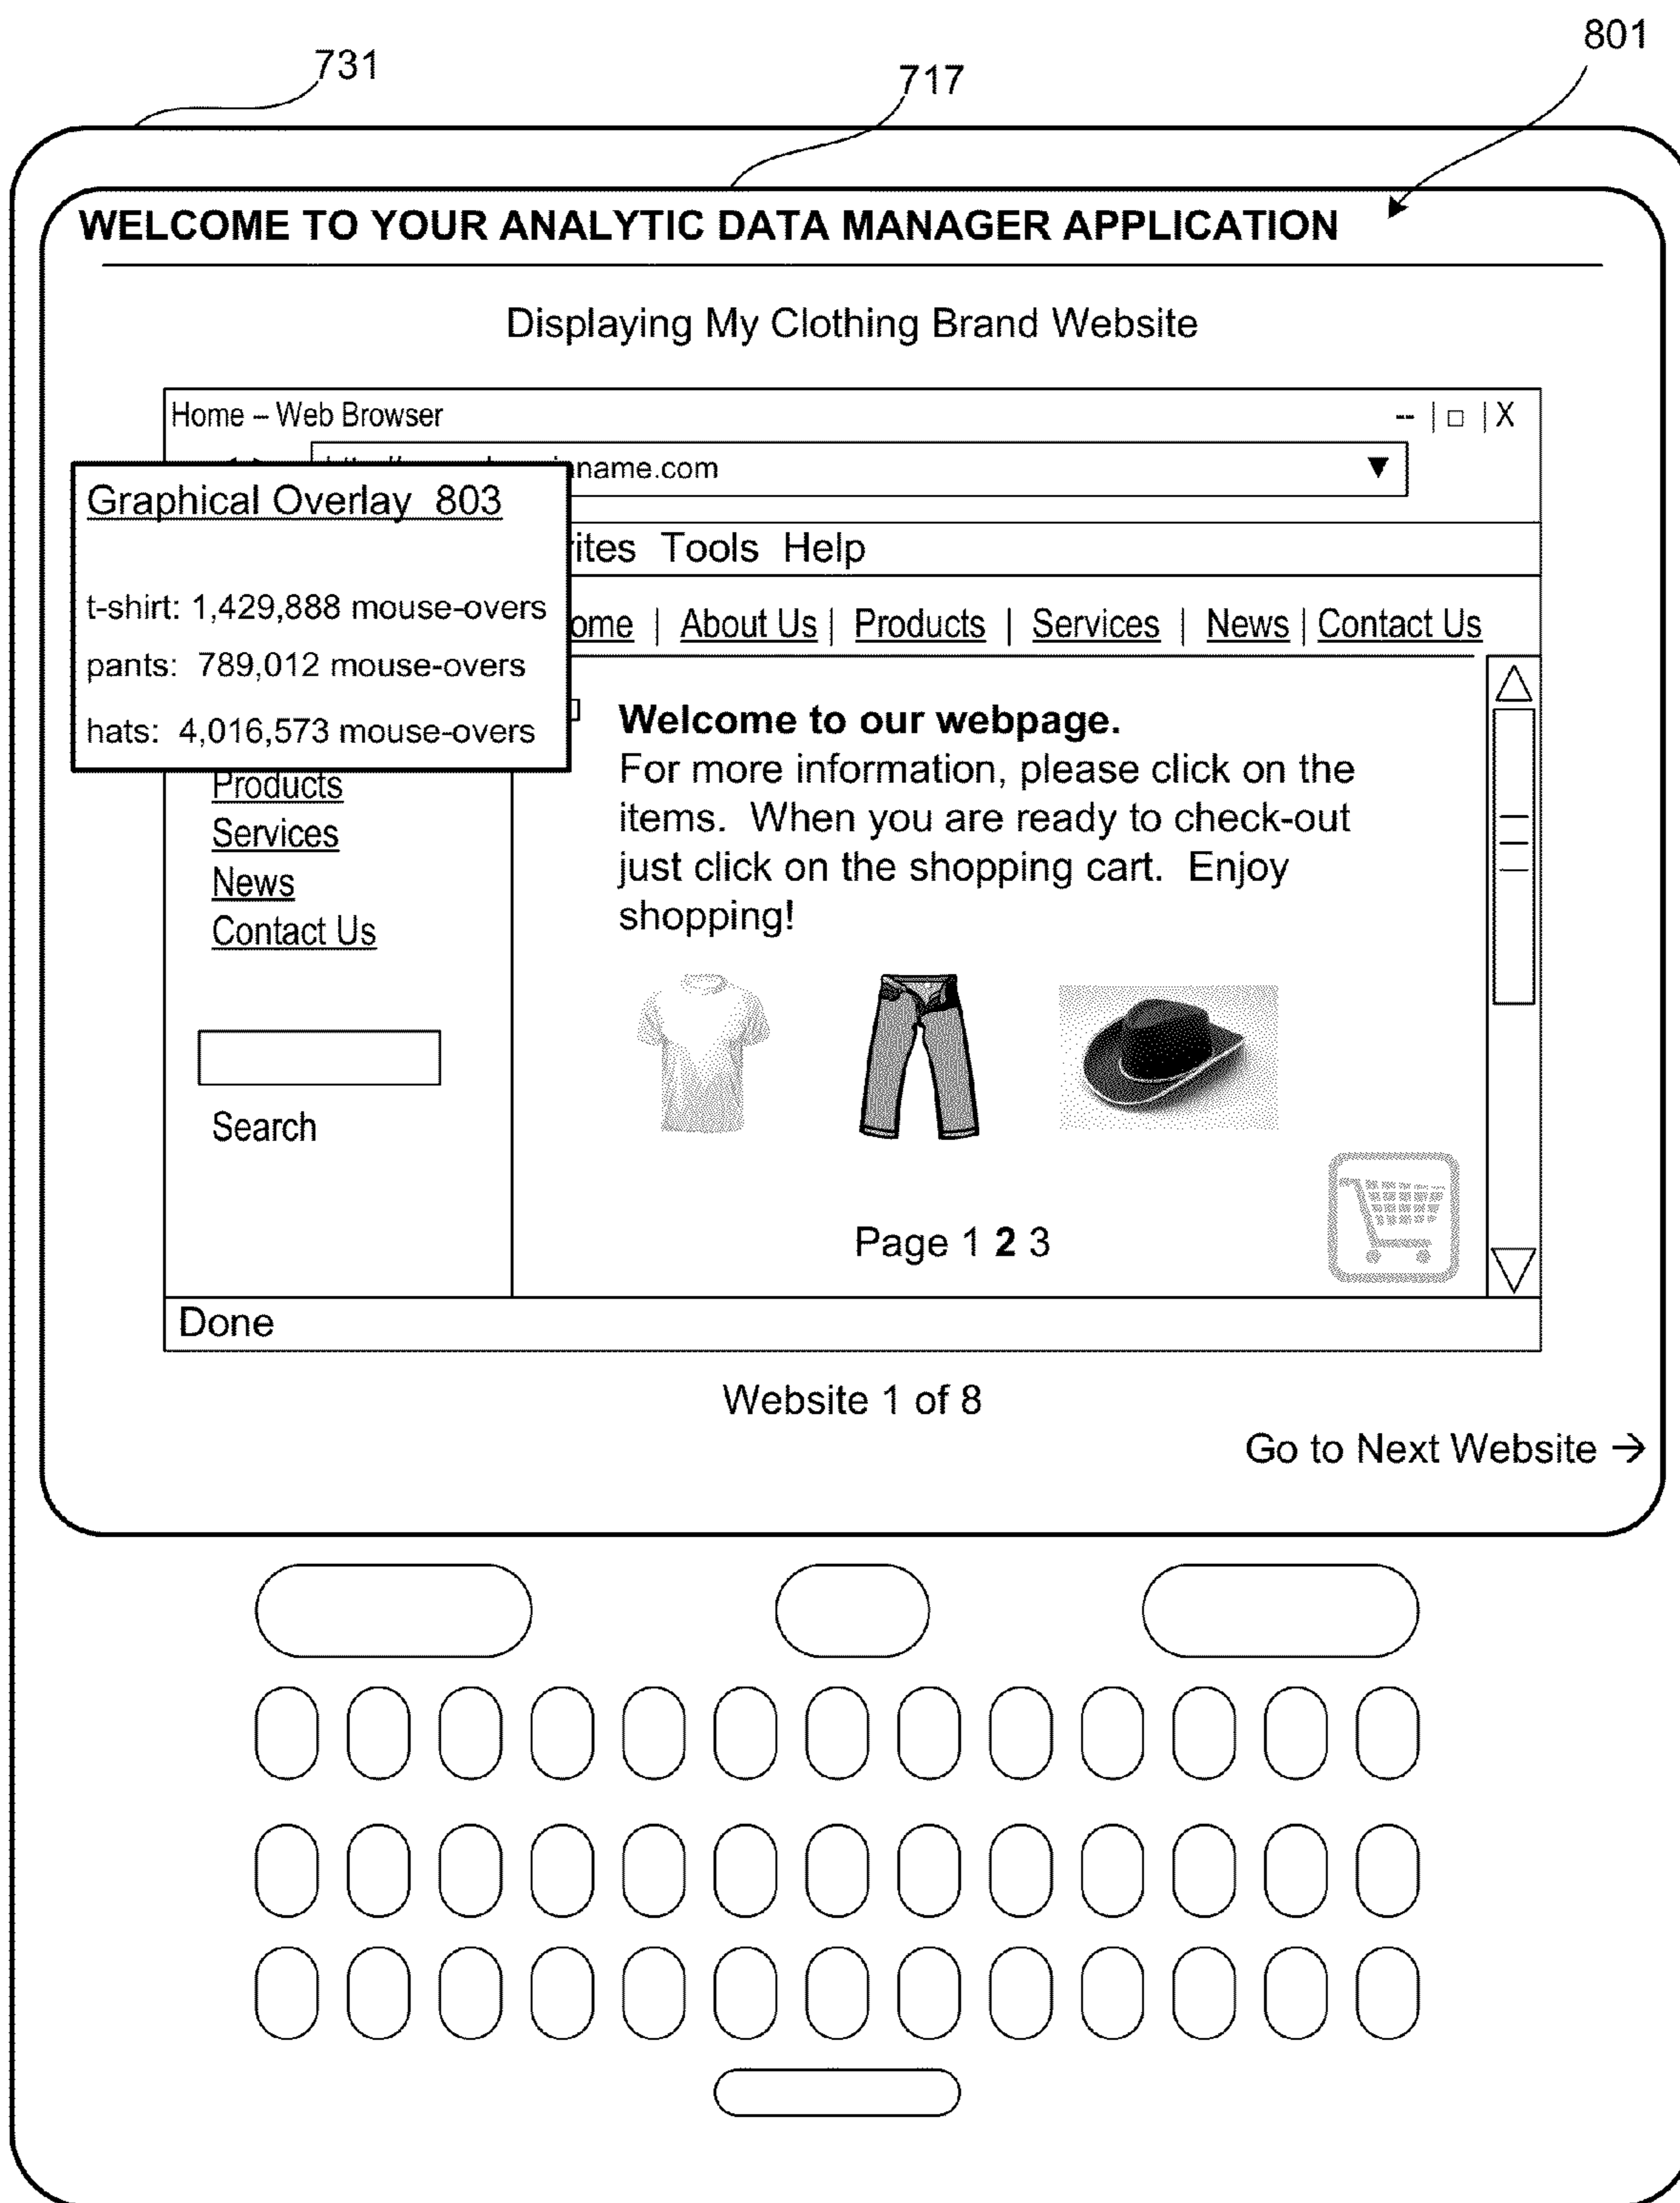 801
731
717
WELCOME TO YOUR ANALYTIC DATA MANAGER APPLICATION
Displaying My Clothing Brand Website
Home – Web Browser -- | □ | X
name.com ▼
Graphical Overlay 803
t-shirt: 1,429,888 mouse-overs
pants: 789,012 mouse-overs
hats: 4,016,573 mouse-overs
ites Tools Help
ome | About Us | Products | Services | News | Contact Us
Products
Services
News
Contact Us
Search
Welcome to our webpage.
For more information, please click on the
items. When you are ready to check-out
just click on the shopping cart. Enjoy
shopping!
Page 1 2 3
Done
Website 1 of 8
Go to Next Website →